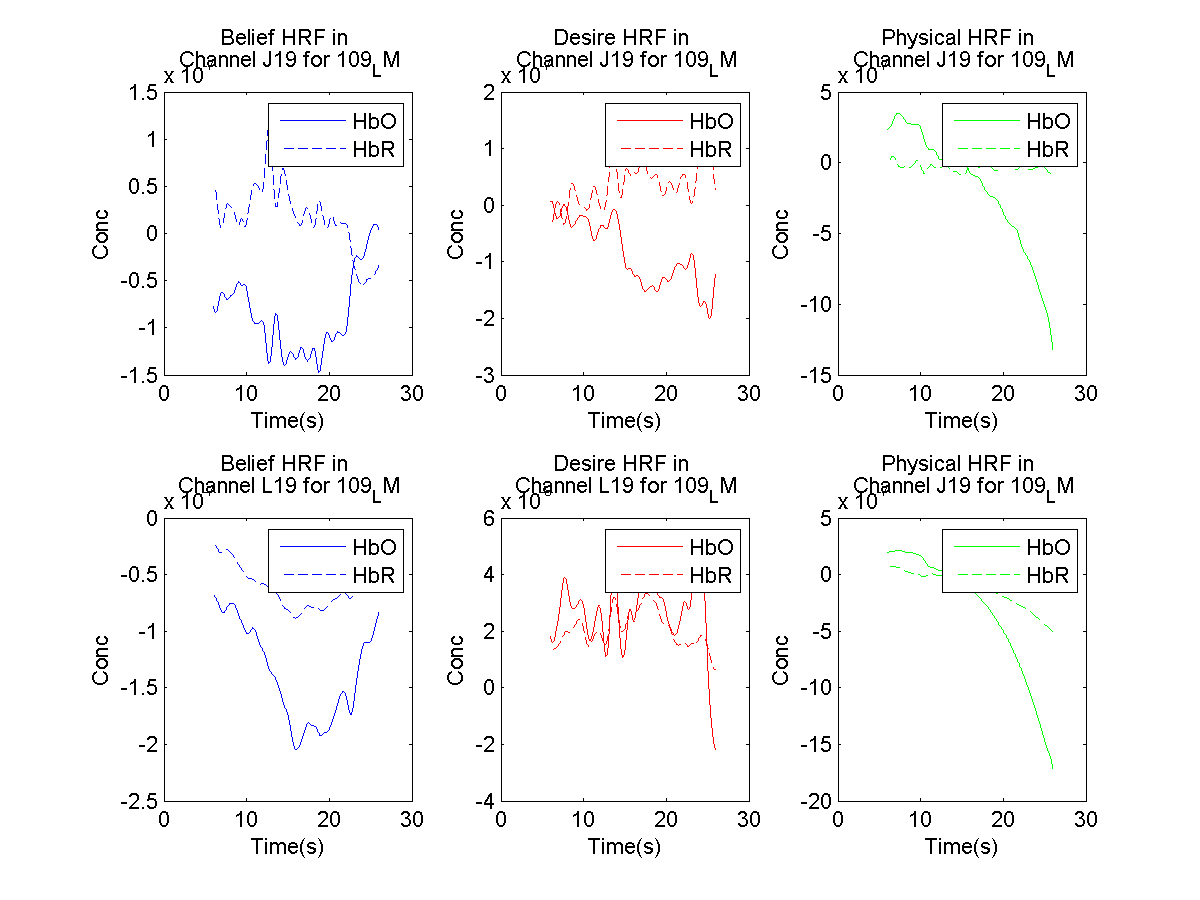 Belief HRF in
Channel J19 for 109LM
x 10
1.5
1
0.5
0
-0.5
-1
-1.5
Conc
HbO
HbR
0 10 20 30
Time(s)
Desire HRF in
Channel J19 for 109LM
x 10
2
1
0
-1
-2
-3
Conc
HbO
HbR
0 10 20 30
Time(s)
Physical HRF in
Channel J19 for 109LM
x 10
5
0
-5
-10
-15
Conc
HbO
HbR
0 10 20 30
Time(s)
Belief HRF in
Channel L19 for 109LM
x 10
0
-0.5
-1
-1.5
-2
-2.5
Conc
HbO
HbR
0 10 20 30
Time(s)
Desire HRF in
Channel L19 for 109LM
x 10
6
4
2
0
-2
-4
Conc
HbO
HbR
0 10 20 30
Time(s)
Physical HRF in
Channel J19 for 109LM
x 10
5
0
-5
-10
-15
-20
Conc
HbO
HbR
0 10 20 30
Time(s)